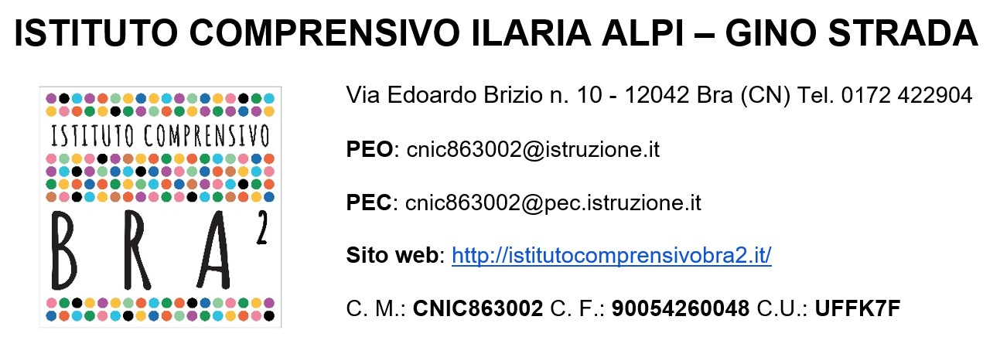 ISTITUTO COMPRENSIVO ILARIA ALPI – GINO STRADA
ISTITUTO COMPRENSIVO
BRA²
Via Edoardo Brizio n. 10 - 12042 Bra (CN) Tel. 0172 422904
PEO: cnic863002@istruzione.it
PEC: cnic863002@pec.istruzione.it
Sito web: http://istitutocomprensivobra2.it/
C. M.: CNIC863002 C. F.: 90054260048 C.U.: UFFK7F